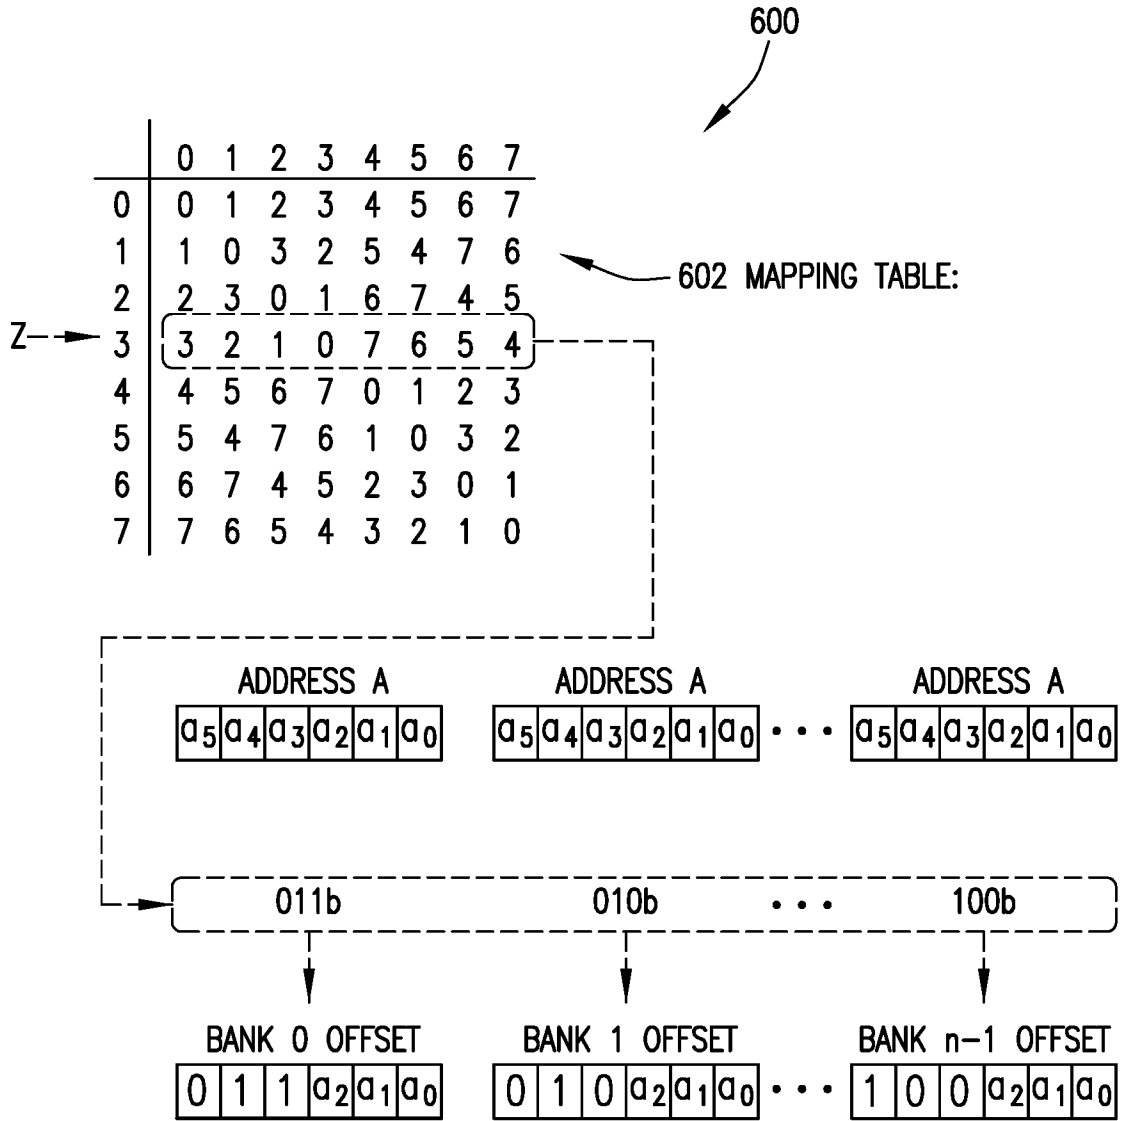 600
0 1 2 3 4 5 6 7
0 0 1 2 3 4 5 6 7
1 1 0 3 2 5 4 7 6
602 MAPPING TABLE:
2 2 3 0 1 6 7 4 5
Z 3 3 2 1 0 7 6 5 4
4 4 5 6 7 0 1 2 3
5 5 4 7 6 1 0 3 2
6 6 7 4 5 2 3 0 1
7 7 6 5 4 3 2 1 0
ADDRESS A ADDRESS A ADDRESS A
a5 a4 a3 a2 a1 a0 a5 a4 a3 a2 a1 a0 • • • a5 a4 a3 a2 a1 a0
011b 010b • • • 100b
BANK 0 OFFSET BANK 1 OFFSET BANK n-1 OFFSET
0 1 1 a2 a1 a0 0 1 0 a2 a1 a0 • • • 1 0 0 a2 a1 a0